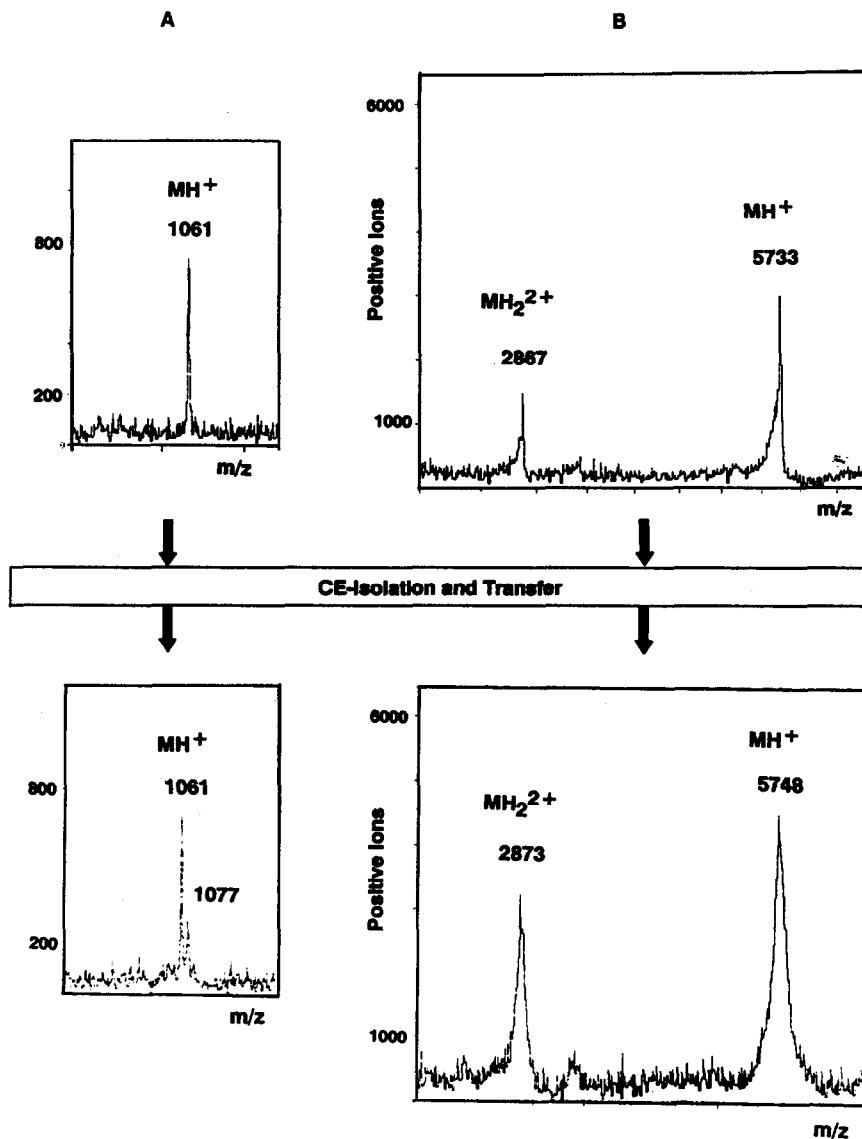 A
B
6000
MH+
1061
800
200
0
m/z
Positive Ions
MH+
5733
MH2 2+
2867
1000
m/z
CE-Isolation and Transfer
MH+
1061
1077
800
200
m/z
6000
Positive Ions
MH+
5748
MH2 2+
2873
1000
m/z